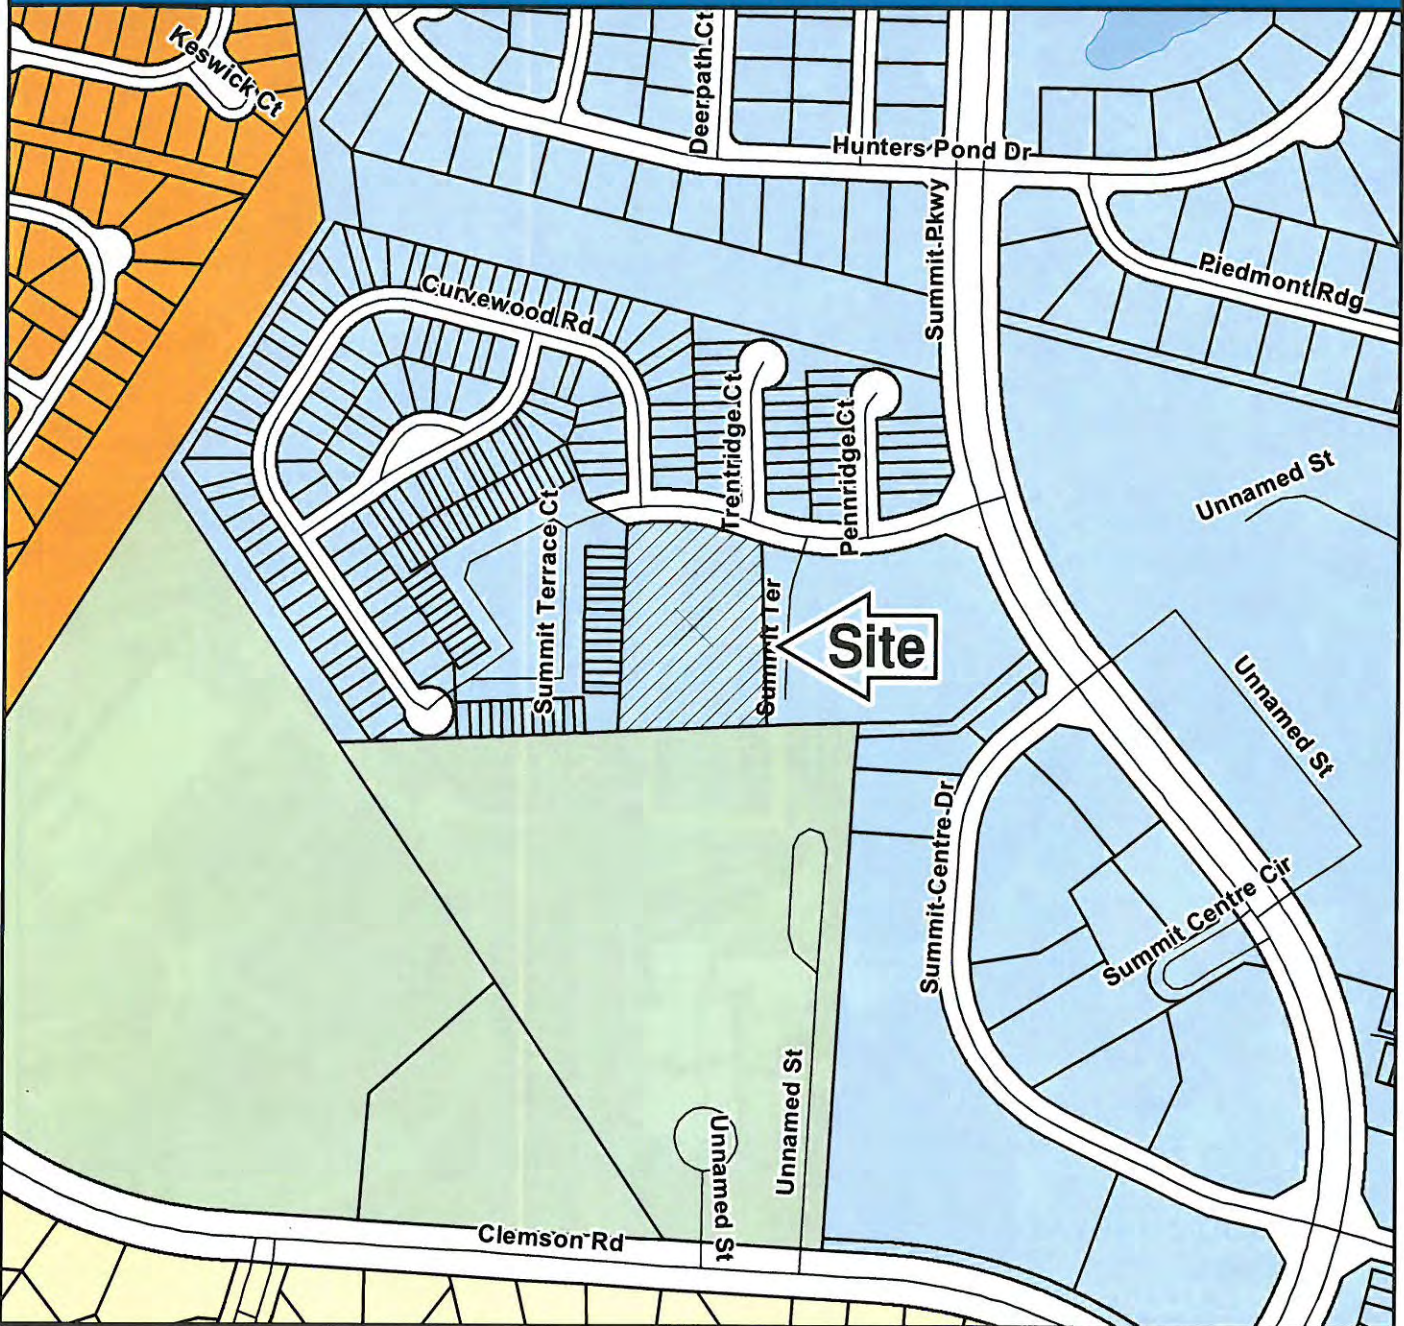 Keswick Ct
Deerpath Ct
Hunters Pond Dr
Summit Pkwy
Piedmont Rdg
Curvewood Rd
Trentridge Ct
Pennridge Ct
Unnamed St
Summit Terrace Ct
Summit Ter
Site
Unnamed St
Summit Centre Dr
Summit Centre Cir
Unnamed St
Unnamed St
Clemson Rd